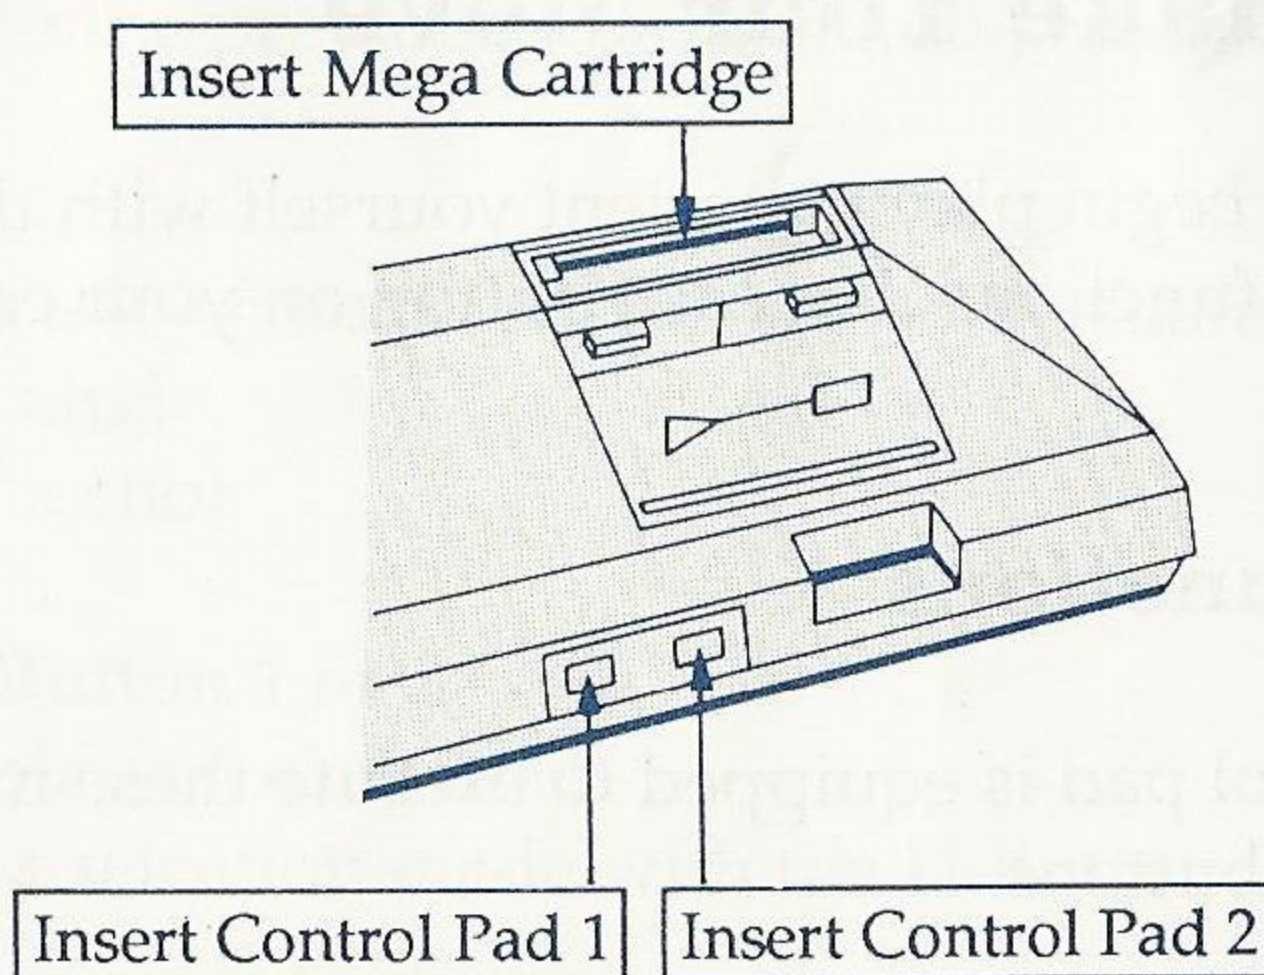 Insert Mega Cartridge
Insert Control Pad 1
Insert Control Pad 2